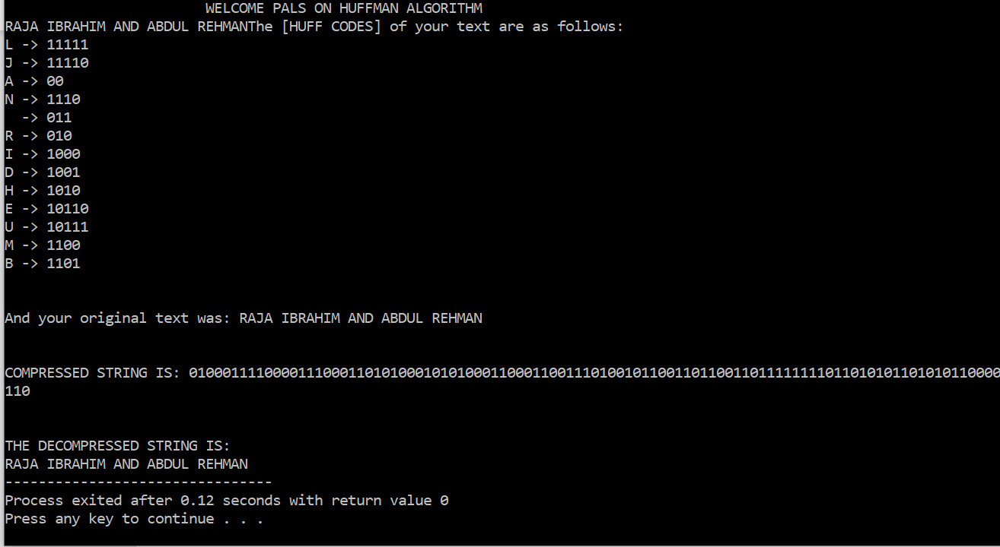 WELCOME PALS ON HUFFMAN ALGORITHM
RAJA IBRAHIM AND ABDUL REHMANThe [HUFF CODES] of your text are as follows:
L -> 11111
J -> 11110
A -> 00
N -> 1110
-> 011
R -> 010
I -> 1000
D -> 1001
H -> 1010
E -> 10110
U -> 10111
M -> 1100
B -> 1101
And your original text was: RAJA IBRAHIM AND ABDUL REHMAN
COMPRESSED STRING IS: 01000111100001110001101010001010100011000110011101001011001101100110111111111011010101101010110000
110
THE DECOMPRESSED STRING IS:
RAJA IBRAHIM AND ABDUL REHMAN
--------------------------------
Process exited after 0.12 seconds with return value 0
Press any key to continue . . .